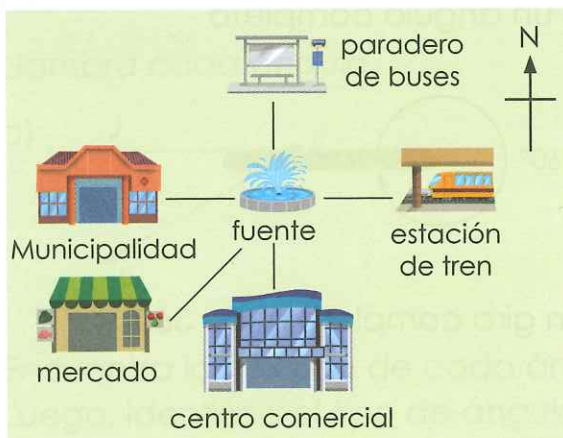 paradero
de buses
N
Municipalidad
fuente
estación
de tren
mercado
centro comercial